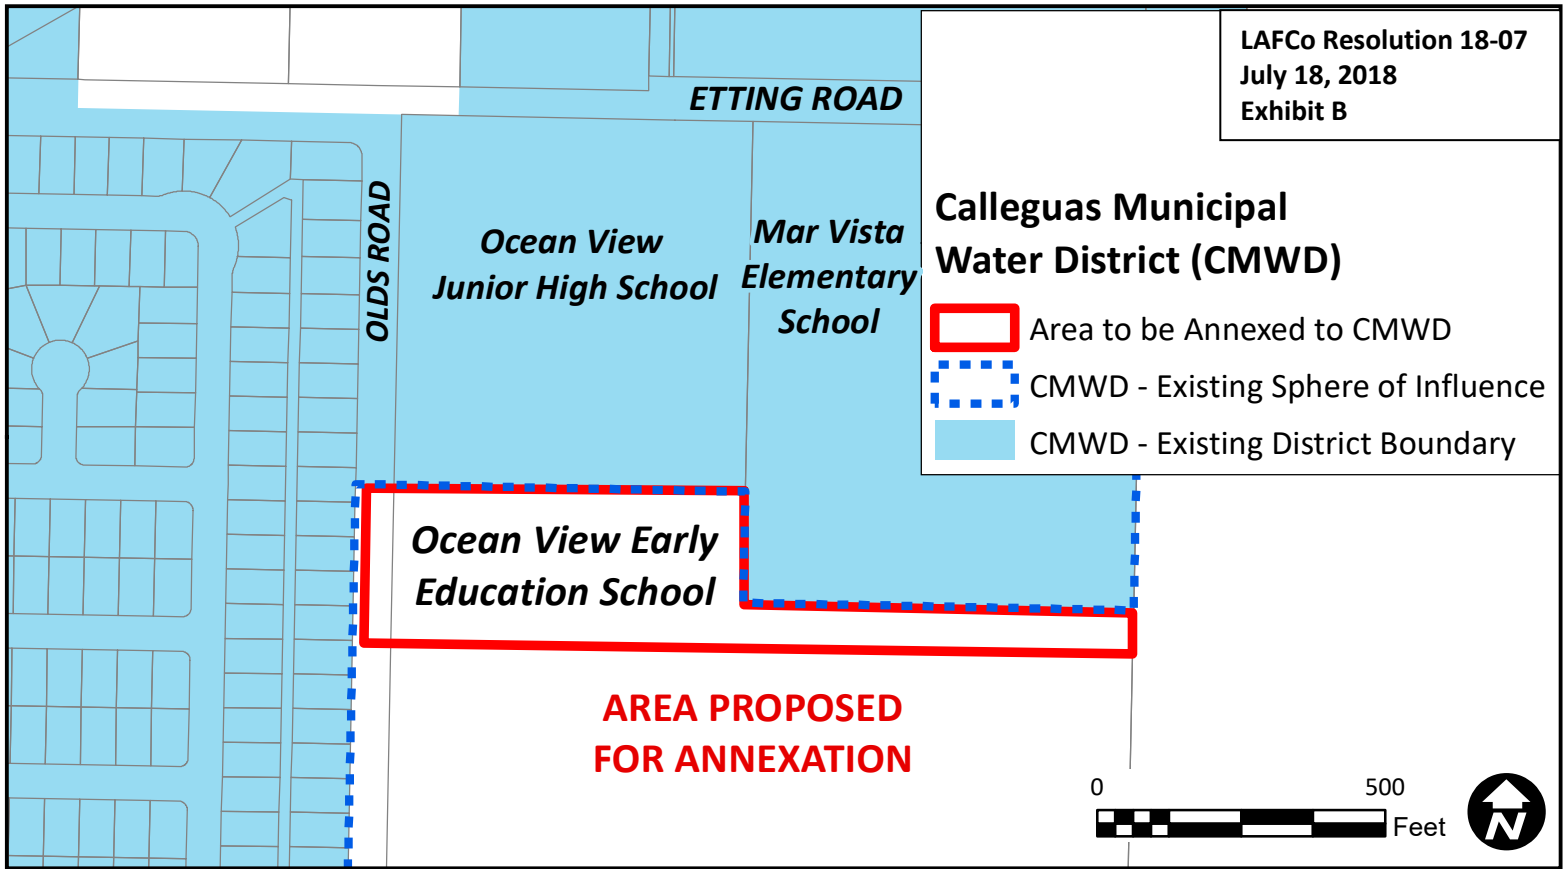 LAFCo Resolution 18-07
July 18, 2018
Exhibit B
ETTING ROAD
OLDS ROAD
Ocean View
Junior High School
Mar Vista
Elementary
School
Calleguas Municipal
Water District (CMWD)
Area to be Annexed to CMWD
CMWD - Existing Sphere of Influence
CMWD - Existing District Boundary
Ocean View Early
Education School
AREA PROPOSED
FOR ANNEXATION
0 500
Feet
N